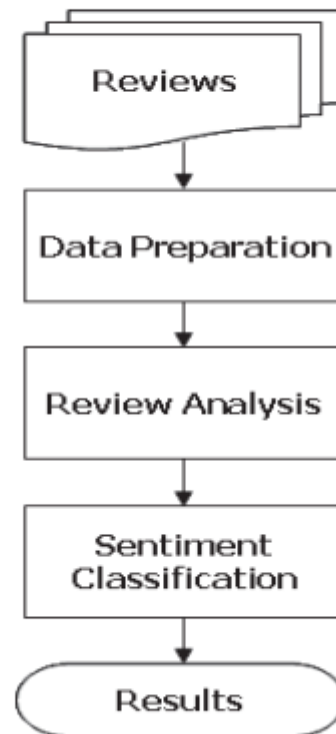 Reviews
Data Preparation
Review Analysis
Sentiment
Classification
Results